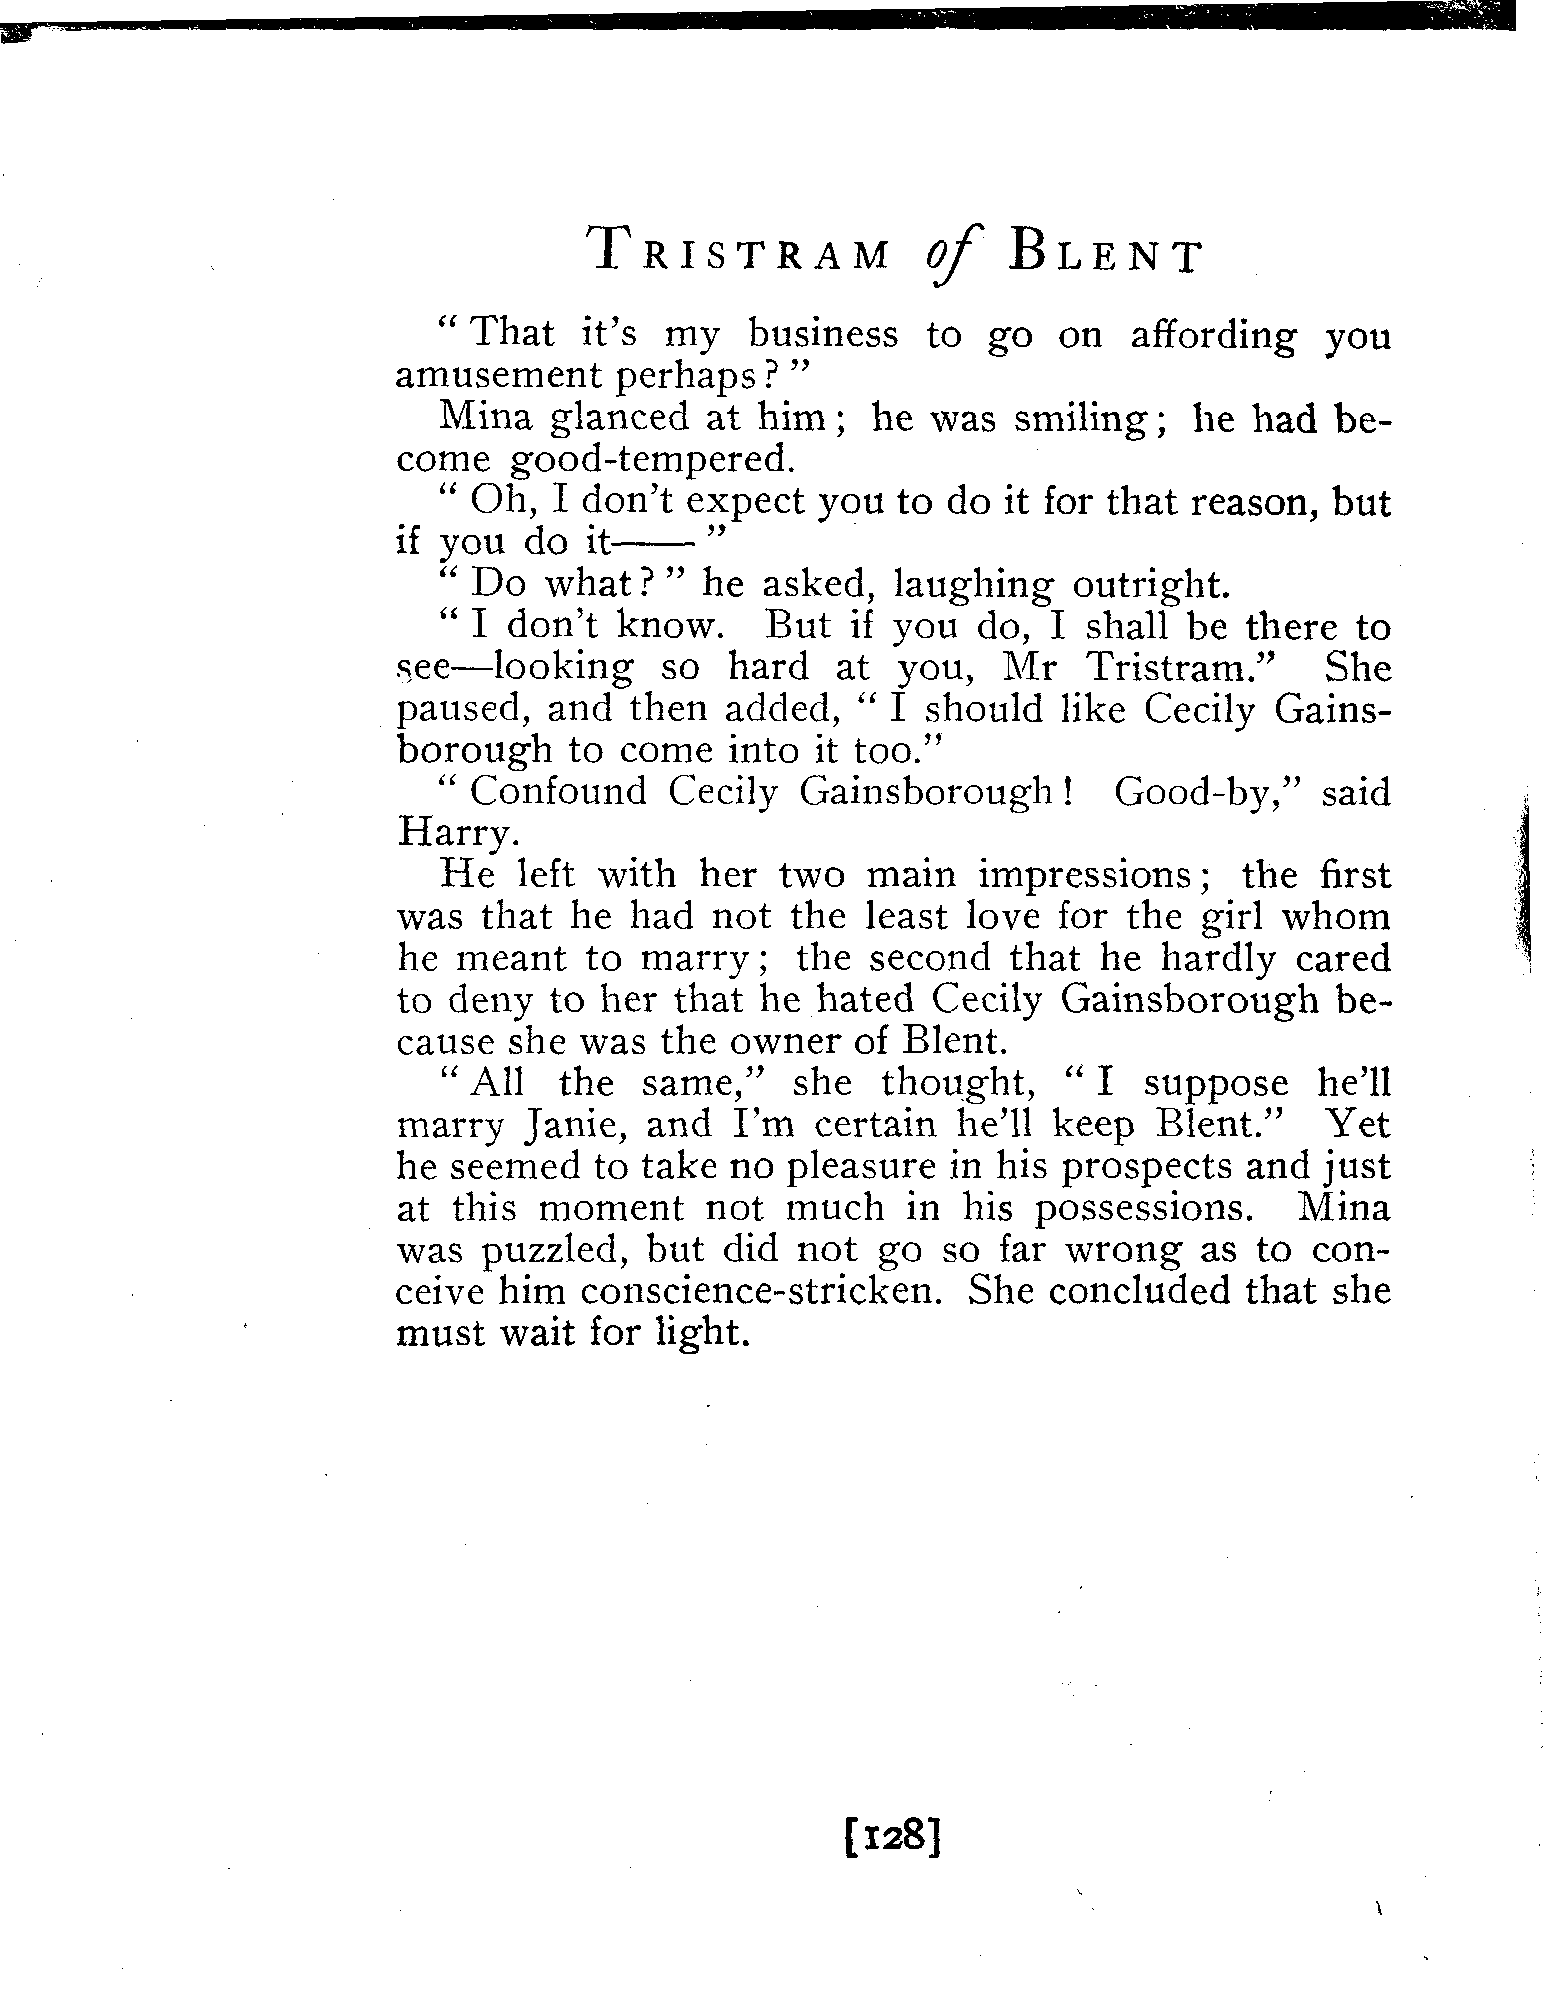 TRISTRAM of BLENT
" That it's my business to go on affording you
amusement perhaps? "
Mina glanced at him; he was smiling; he had be-
come good-tempered.
" Oh, I don't expect you to do it for that reason, but
if you do it—— "
" Do what? " he asked, laughing outright.
" I don't know. But if you do, I shall be there to
see—looking so hard at you, Mr Tristram." She
paused, and then added, " I should like Cecily Gains-
borough to come into it too."
" Confound Cecily Gainsborough! Good-by," said
Harry.
He left with her two main impressions; the first
was that he had not the least love for the girl whom
he meant to marry; the second that he hardly cared
to deny to her that he hated Cecily Gainsborough be-
cause she was the owner of Blent.
" All the same," she thought, " I suppose he'll
marry Janie, and I'm certain he'll keep Blent." Yet
he seemed to take no pleasure in his prospects and just
at this moment not much in his possessions. Mina
was puzzled, but did not go so far wrong as to con-
ceive him conscience-stricken. She concluded that she
must wait for light.
[128]